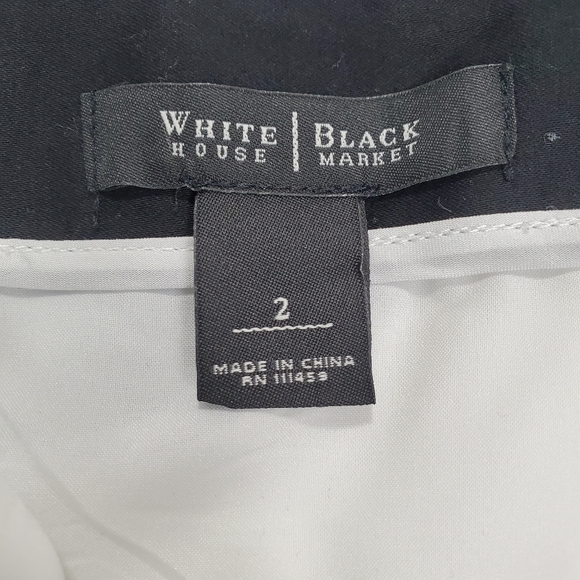 WHITE | BLACK
HOUSE | MARKET
2
MADE IN CHINA
RN 111459